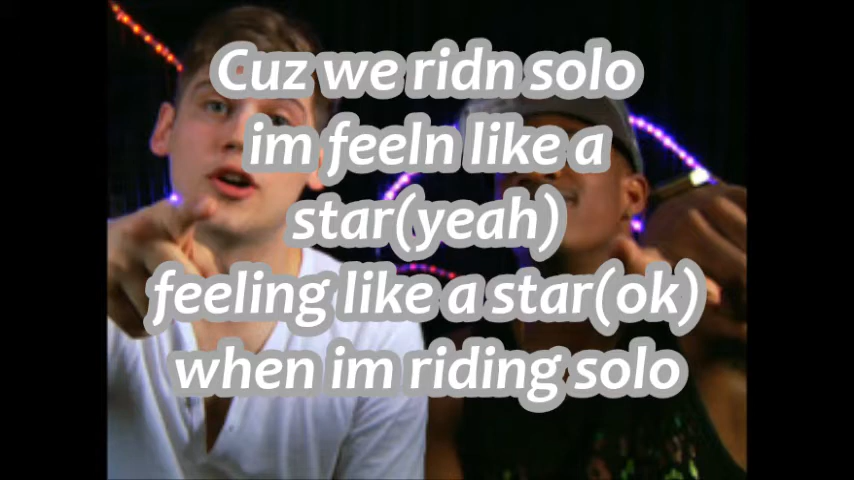 Cuz we ridn solo
im feeln like a
star(yeah)
feeling like a star(ok)
when im riding solo